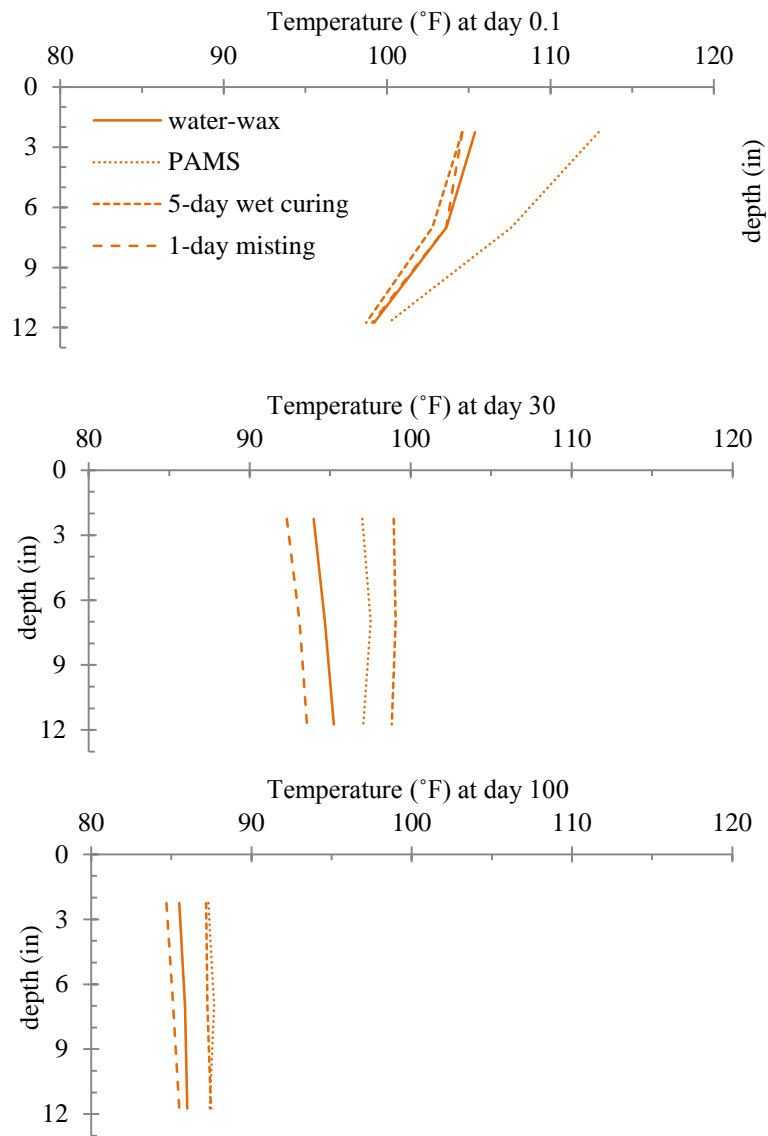 Temperature (˚F) at day 0.1
80 90 100 110 120
0
3
6
9
12
water-wax
PAMS
5-day wet curing
1-day misting
depth (in)
Temperature (˚F) at day 30
80 90 100 110 120
0
3
6
9
12
depth (in)
Temperature (˚F) at day 100
80 90 100 110 120
0
3
6
9
12
depth (in)